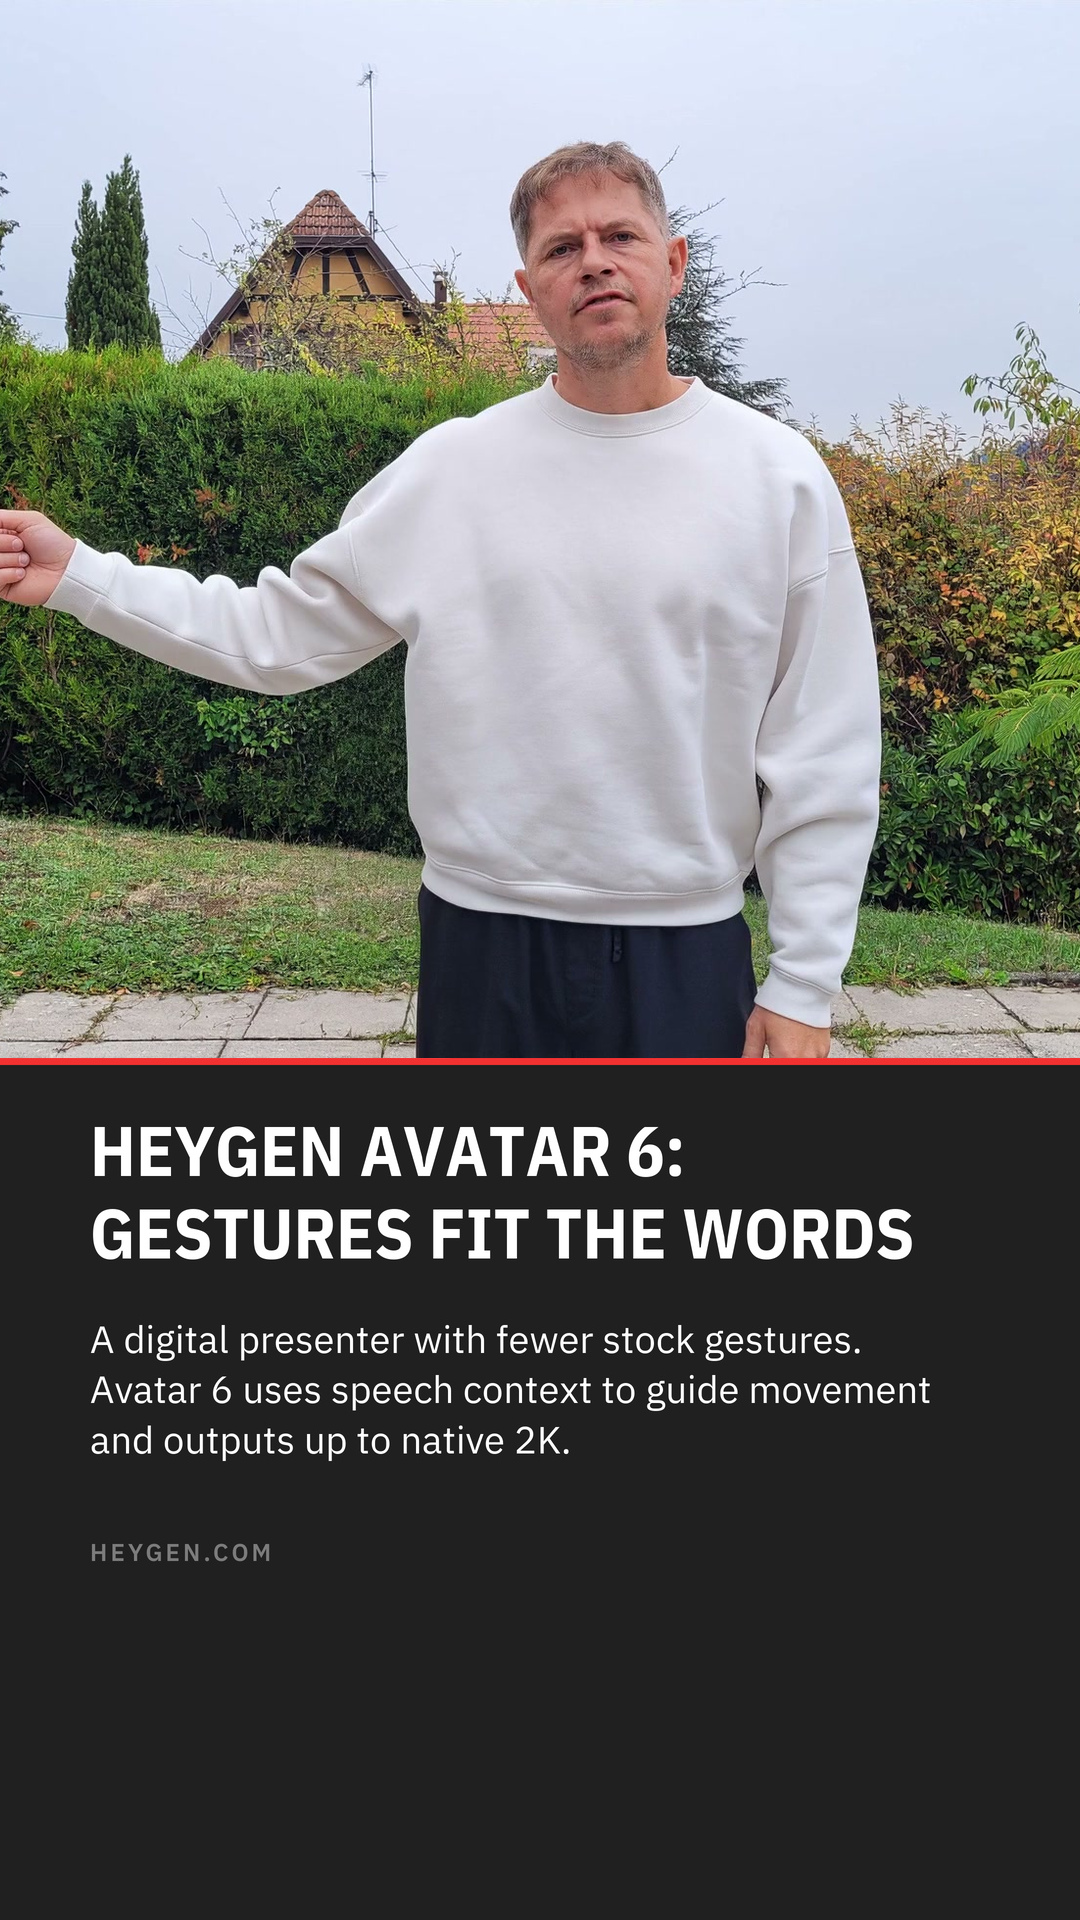 HEYGEN AVATAR 6:
GESTURES FIT THE WORDS
A digital presenter with fewer stock gestures.
Avatar 6 uses speech context to guide movement
and outputs up to native 2K.
HEYGEN.COM